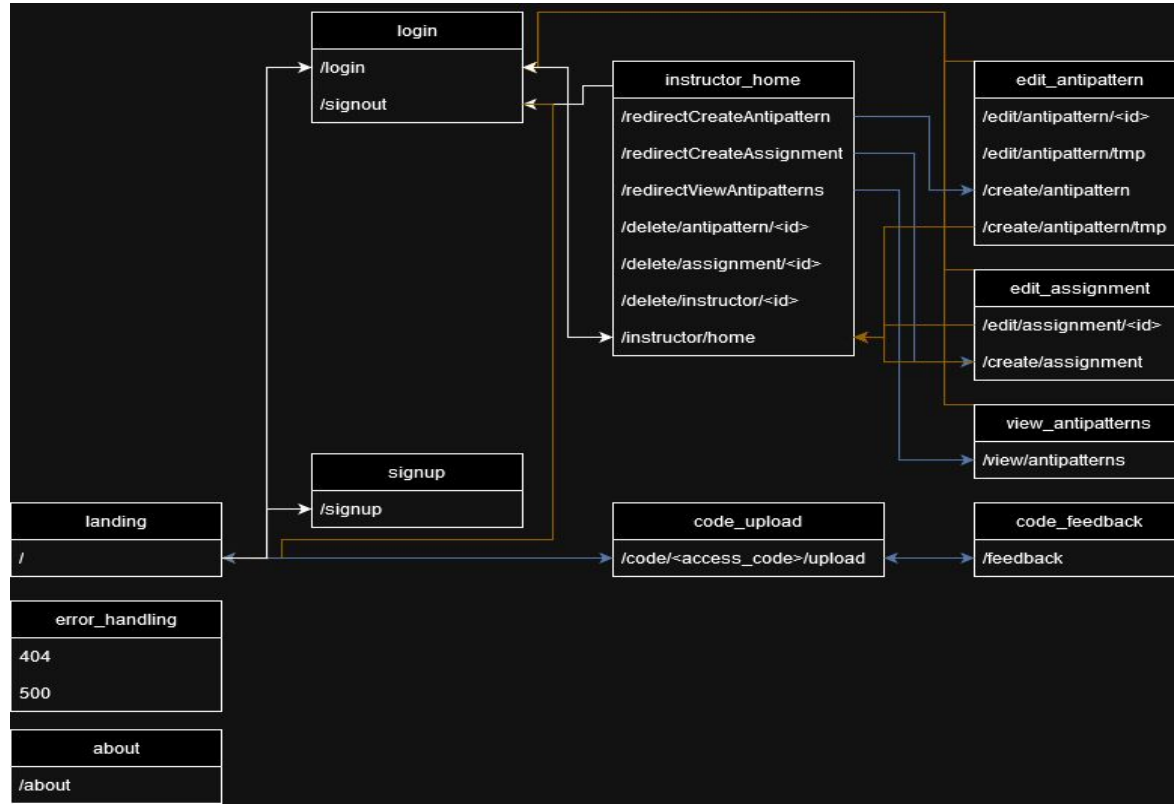 login
/login
/signout
instructor_home
/redirectCreateAntipattern
/redirectCreateAssignment
/redirectViewAntipatterns
/delete/antipattern/<id>
/delete/assignment/<id>
/delete/instructor/<id>
/instructor/home
edit_antipattern
/edit/antipattern/<id>
/edit/antipattern/tmp
/create/antipattern
/create/antipattern/tmp
edit_assignment
/edit/assignment/<id>
/create/assignment
view_antipatterns
/view/antipatterns
signup
/signup
landing
/
code_upload
/code/<access_code>/upload
code_feedback
/feedback
error_handling
404
500
about
/about